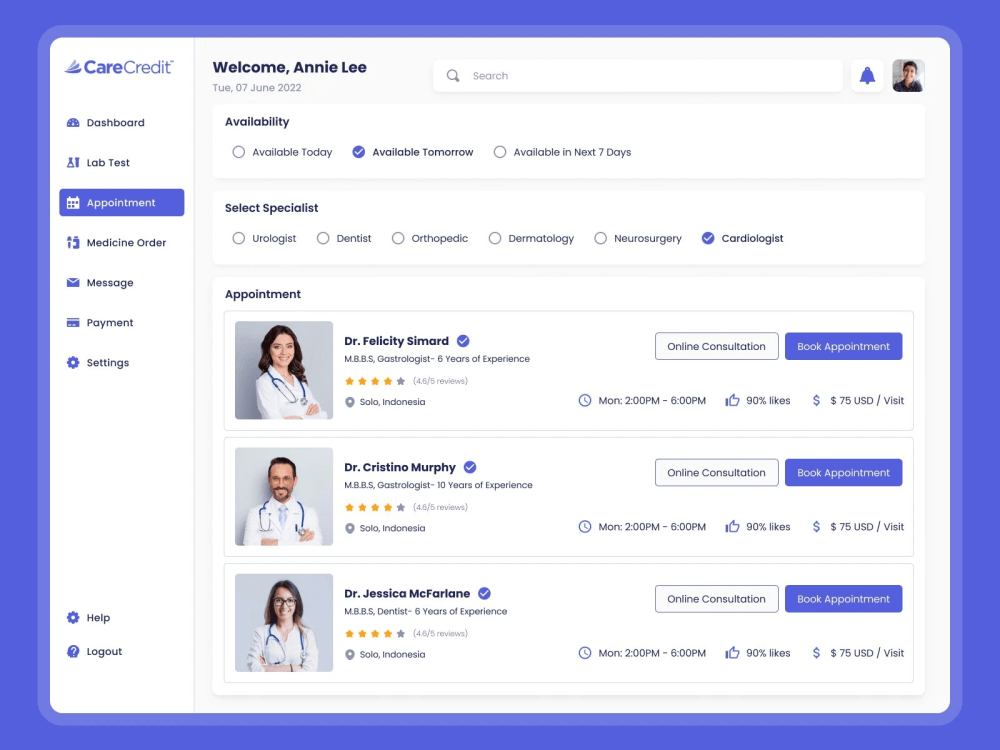 CareCredit
Welcome, Annie Lee
Tue, 07 June 2022
Search
Dashboard
Lab Test
Appointment
Medicine Order
Message
Payment
Settings
Help
Logout
Availability
Available Today Available Tomorrow Available in Next 7 Days
Select Specialist
Urologist Dentist Orthopedic Dermatology Neurosurgery Cardiologist
Appointment
Dr. Felicity Simard
M.B.B.S, Gastrologist- 6 Years of Experience
(4.6/5 reviews)
Solo, Indonesia
Online Consultation Book Appointment
Mon: 2:00PM - 6:00PM 90% likes $ $ 75 USD / Visit
Dr. Cristino Murphy
M.B.B.S, Gastrologist- 10 Years of Experience
(4.6/5 reviews)
Solo, Indonesia
Online Consultation Book Appointment
Mon: 2:00PM - 6:00PM 90% likes $ $ 75 USD / Visit
Dr. Jessica McFarlane
M.B.B.S, Dentist- 6 Years of Experience
(4.6/5 reviews)
Solo, Indonesia
Online Consultation Book Appointment
Mon: 2:00PM - 6:00PM 90% likes $ $ 75 USD / Visit